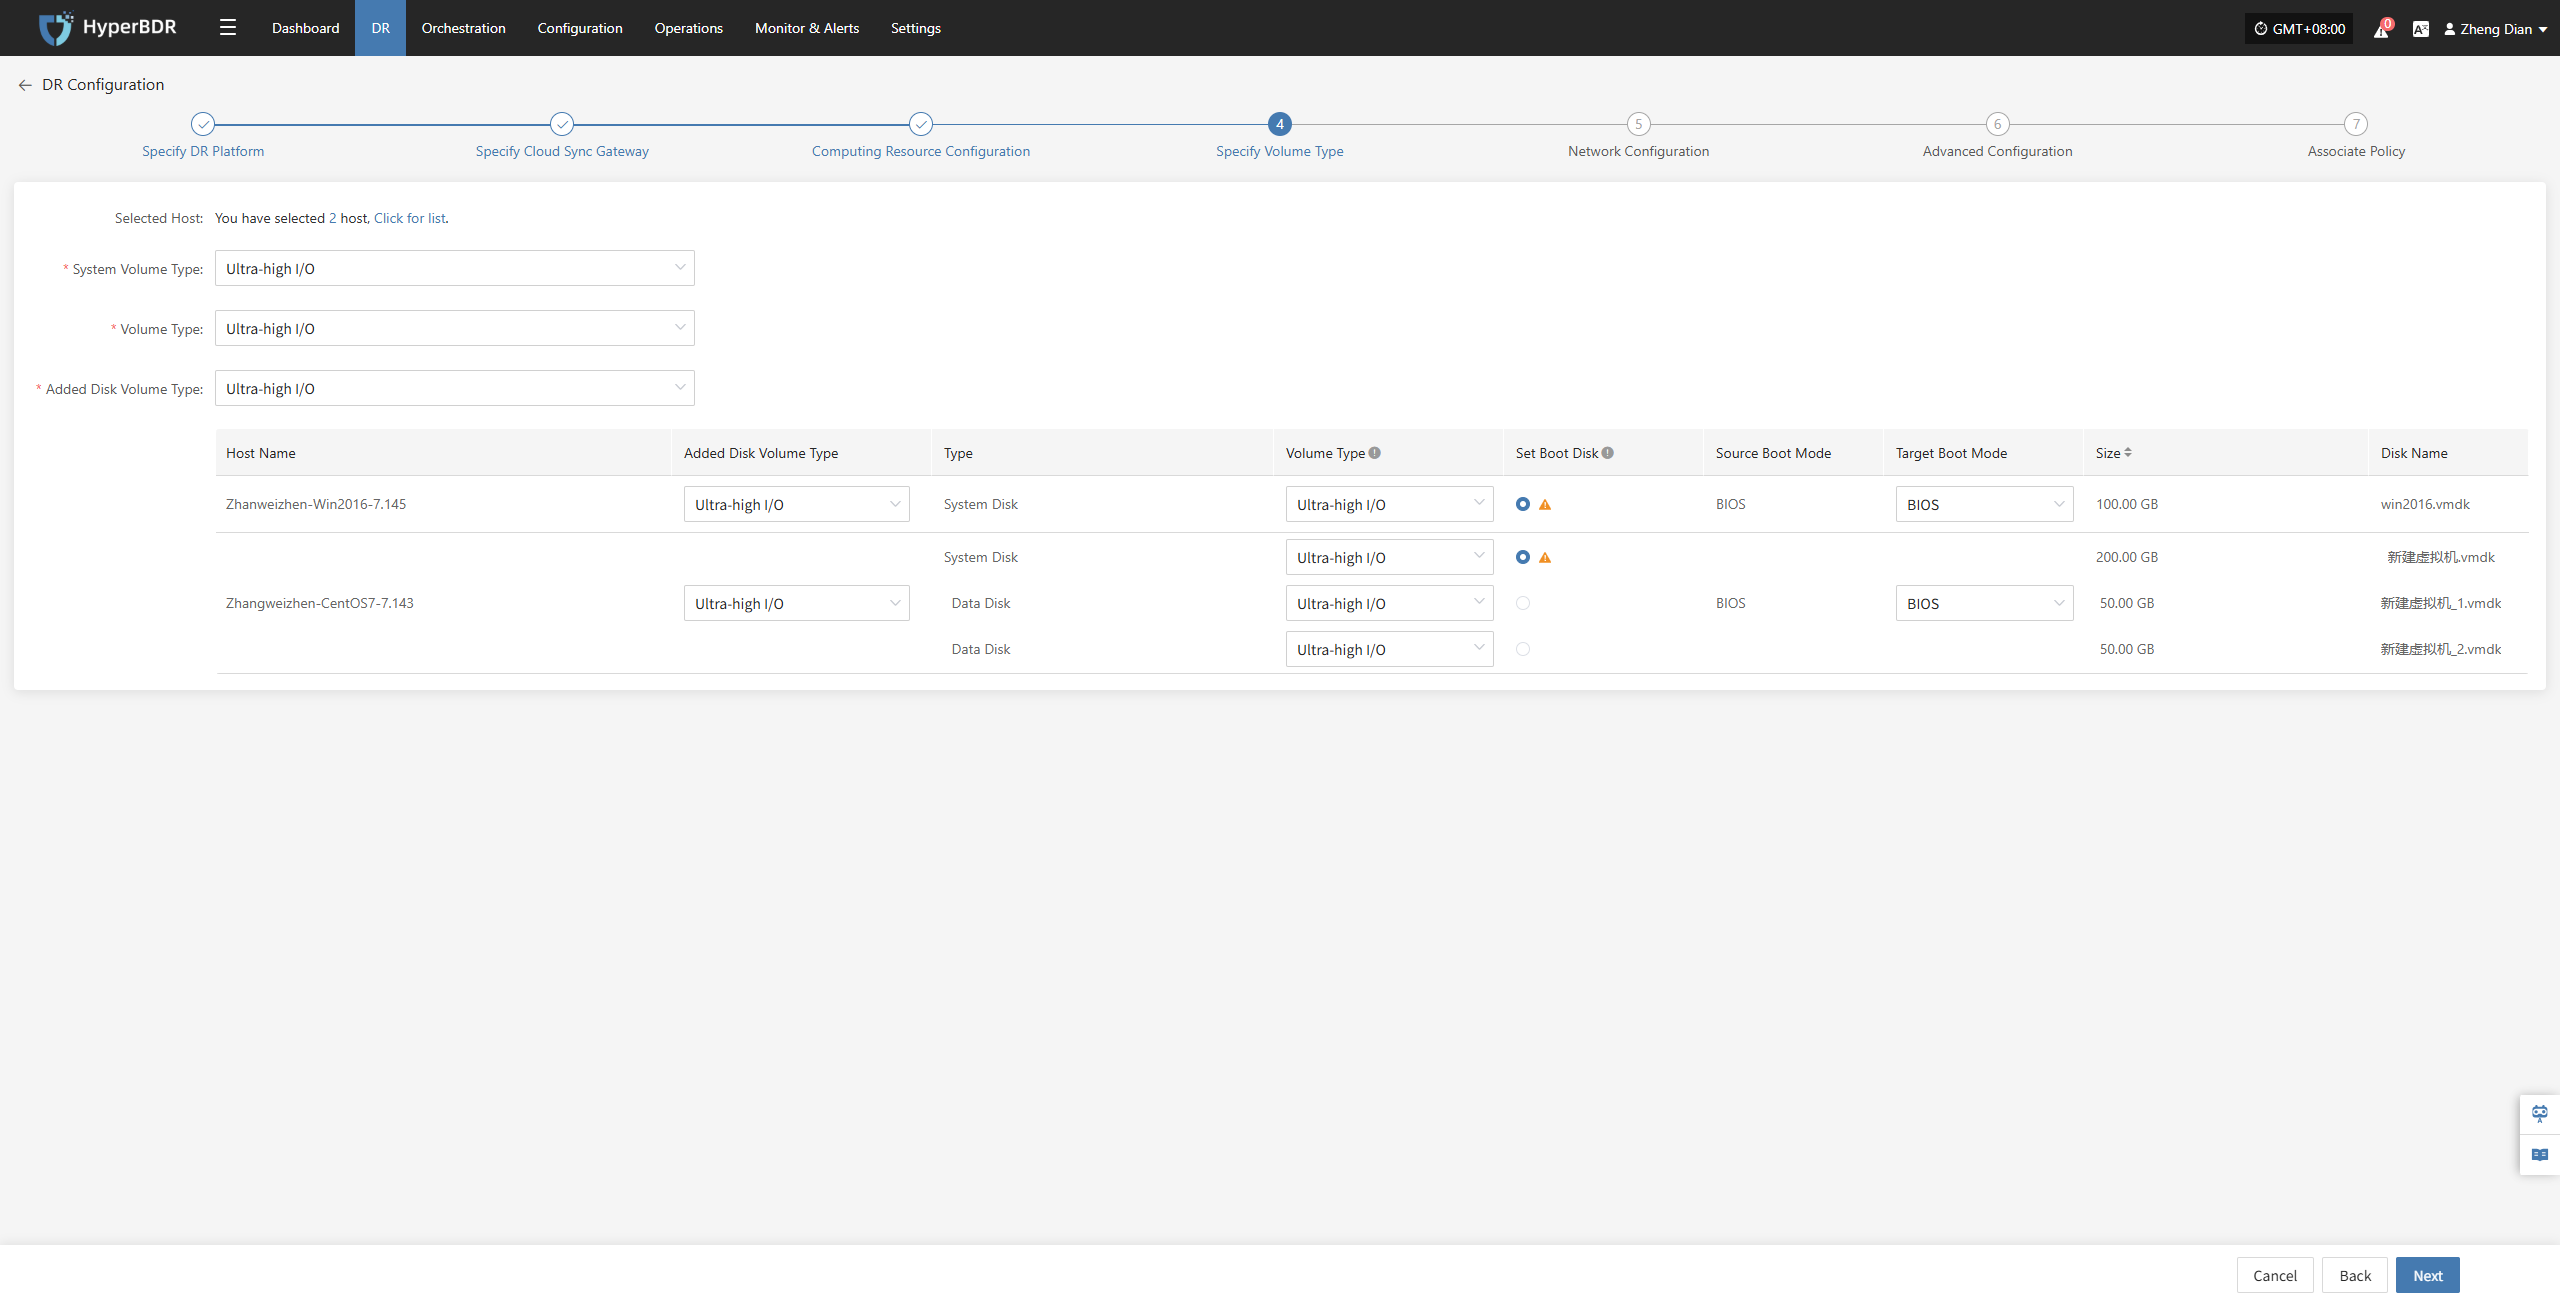 HyperBDR
Dashboard
DR
Orchestration
Configuration
Operations
Monitor & Alerts
Settings
GMT+08:00
0
Zheng Dian
DR Configuration
Specify DR Platform
Specify Cloud Sync Gateway
Computing Resource Configuration
4
Specify Volume Type
5
Network Configuration
6
Advanced Configuration
7
Associate Policy
Selected Host: You have selected 2 host, Click for list.
* System Volume Type: Ultra-high I/O
* Volume Type: Ultra-high I/O
* Added Disk Volume Type: Ultra-high I/O
Host Name Added Disk Volume Type Type Volume Type Set Boot Disk Source Boot Mode Target Boot Mode Size Disk Name
Zhanweizhen-Win2016-7.145 Ultra-high I/O System Disk Ultra-high I/O BIOS BIOS 100.00 GB win2016.vmdk
System Disk Ultra-high I/O 200.00 GB 新建虚拟机.vmdk
Zhangweizhen-CentOS7-7.143 Ultra-high I/O Data Disk Ultra-high I/O BIOS BIOS 50.00 GB 新建虚拟机_1.vmdk
Data Disk Ultra-high I/O 50.00 GB 新建虚拟机_2.vmdk
Cancel
Back
Next